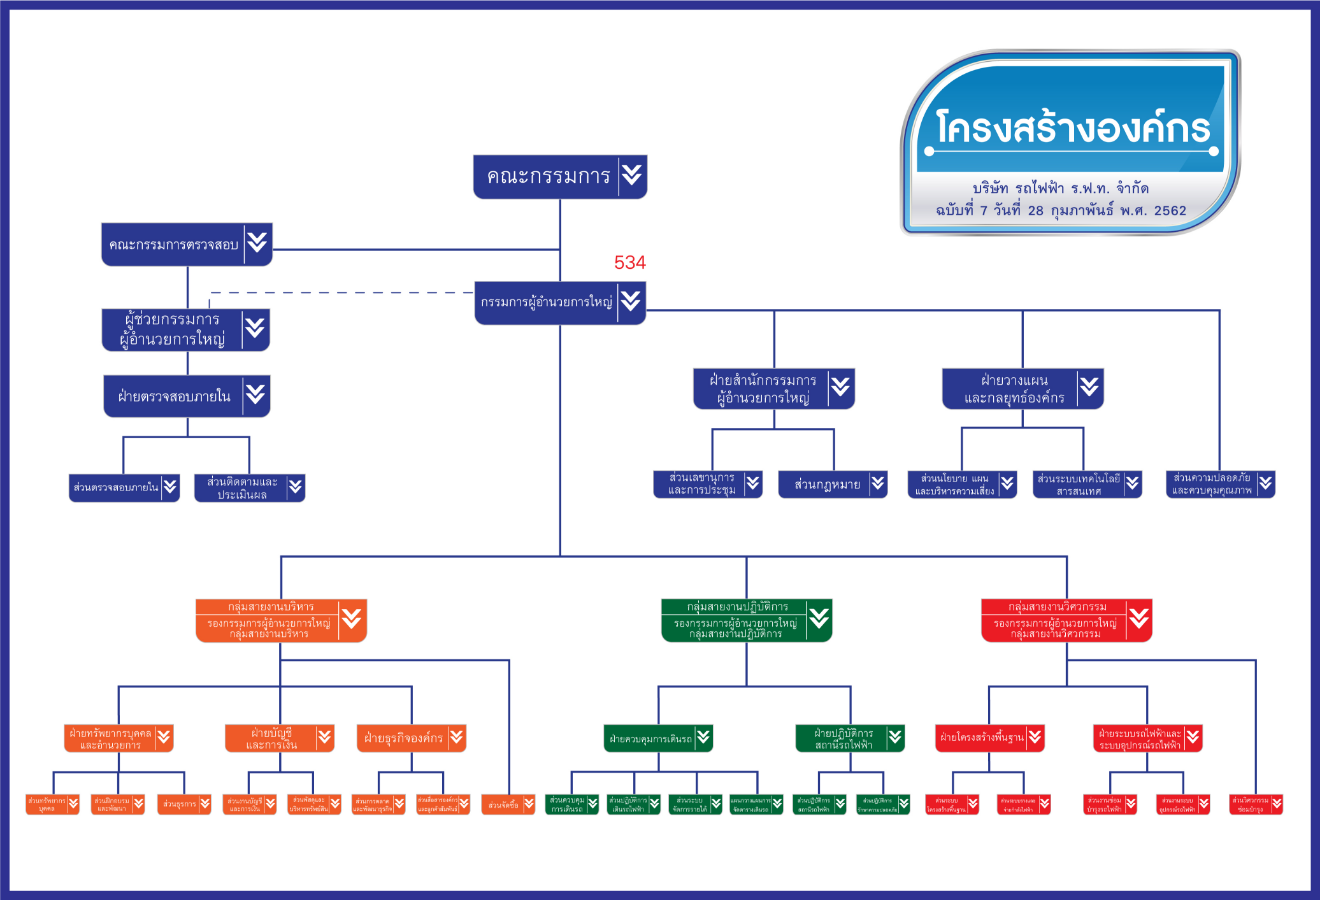 โครงสร้างองค์กร
บริษัท รถไฟฟ้า ร.ฟ.ท. จำกัด
ฉบับที่ 7 วันที่ 28 กุมภาพันธ์ พ.ศ. 2562
คณะกรรมการ
คณะกรรมการตรวจสอบ
534
กรรมการผู้อำนวยการใหญ่
ผู้ช่วยกรรมการ
ผู้อำนวยการใหญ่
ฝ่ายตรวจสอบภายใน
ฝ่ายสำนักกรรมการ
ผู้อำนวยการใหญ่
ฝ่ายวางแผน
และกลยุทธ์องค์กร
ส่วนตรวจสอบภายใน
ส่วนติดตามและ
ประเมินผล
ส่วนเลขานุการ
และการประชุม
ส่วนกฎหมาย
ส่วนนโยบาย แผน
และบริหารความเสี่ยง
ส่วนระบบเทคโนโลยี
สารสนเทศ
ส่วนความปลอดภัย
และควบคุมคุณภาพ
กลุ่มสายงานบริหาร
รองกรรมการผู้อำนวยการใหญ่
กลุ่มสายงานบริหาร
กลุ่มสายงานปฏิบัติการ
รองกรรมการผู้อำนวยการใหญ่
กลุ่มสายงานปฏิบัติการ
กลุ่มสายงานวิศวกรรม
รองกรรมการผู้อำนวยการใหญ่
กลุ่มสายงานวิศวกรรม
ฝ่ายทรัพยากรบุคคล
และอำนวยการ
ฝ่ายบัญชี
และการเงิน
ฝ่ายธุรกิจองค์กร
ฝ่ายควบคุมการเดินรถ
ฝ่ายปฏิบัติการ
สถานีรถไฟฟ้า
ฝ่ายโครงสร้างพื้นฐาน
ฝ่ายระบบรถไฟฟ้าและ
ระบบอุปกรณ์รถไฟฟ้า
ส่วนทรัพยากร
บุคคล
ส่วนฝึกอบรม
และพัฒนา
ส่วนธุรการ
ส่วนงานบัญชี
และการเงิน
ส่วนพัสดุและ
บริหารทรัพย์สิน
ส่วนการตลาด
และพัฒนาธุรกิจ
ส่วนสื่อสารองค์กร
และลูกค้าสัมพันธ์
ส่วนจัดซื้อ
ส่วนควบคุม
การเดินรถ
ส่วนปฏิบัติการ
เดินรถไฟฟ้า
ส่วนระบบ
จัดการรายได้
ส่วนปฏิบัติการ
สถานีรถไฟฟ้า
ส่วนปฏิบัติการ
รักษาความปลอดภัย
ส่วนระบบ
โครงสร้างพื้นฐาน
ส่วนงานซ่อม
บำรุงรถไฟฟ้า
ส่วนงานระบบ
อุปกรณ์รถไฟฟ้า
ส่วนวิศวกรรม
ซ่อมบำรุง